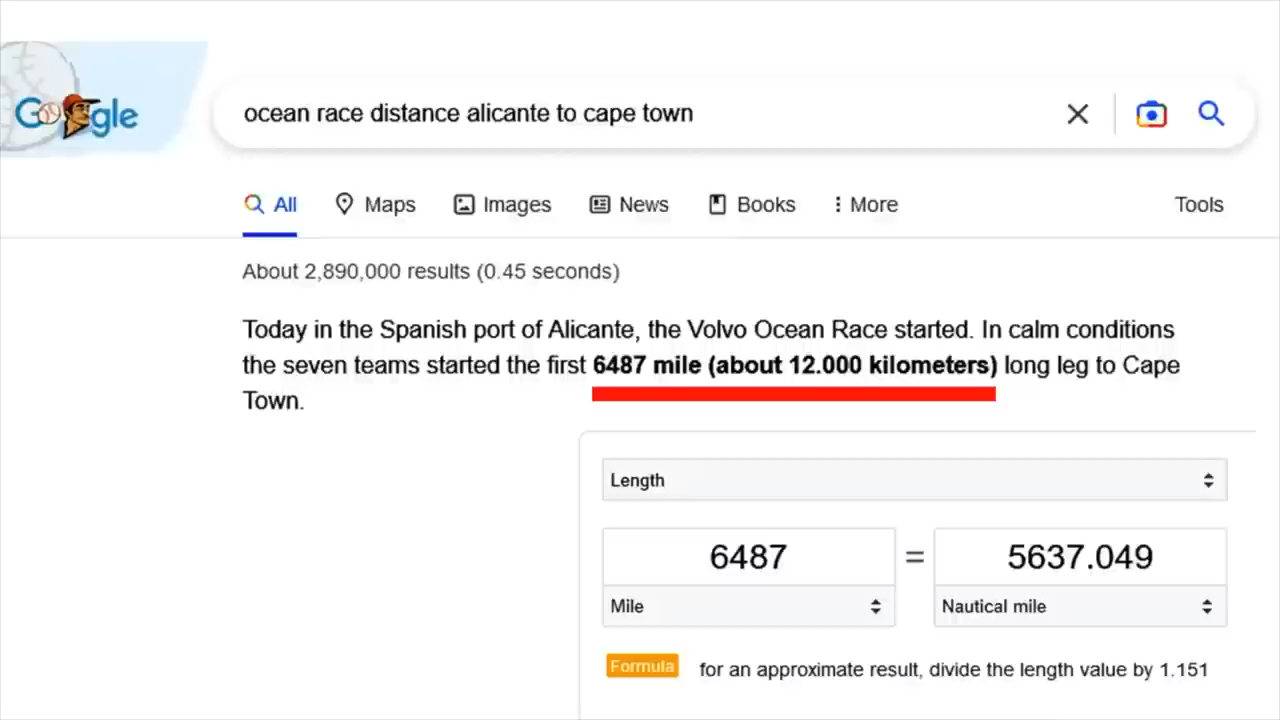 Google
ocean race distance alicante to cape town
All Maps Images News Books More Tools
About 2,890,000 results (0.45 seconds)
Today in the Spanish port of Alicante, the Volvo Ocean Race started. In calm conditions
the seven teams started the first 6487 mile (about 12.000 kilometers) long leg to Cape
Town.
Length
6487 = 5637.049
Mile Nautical mile
Formula for an approximate result, divide the length value by 1.151